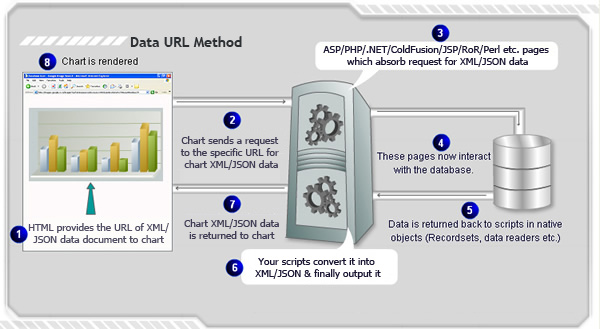 Data URL Method
8 Chart is rendered
1 HTML provides the URL of XML/
JSON data document to chart
2
Chart sends a request
to the specific URL for
chart XML/JSON data
3
ASP/PHP/.NET/ColdFusion/JSP/RoR/Perl etc. pages
which absorb request for XML/JSON data
4
These pages now interact
with the database.
5
Data is returned back to scripts in native
objects (Recordsets, data readers etc.)
6
Your scripts convert it into
XML/JSON & finally output it
7
Chart XML/JSON data
is returned to chart